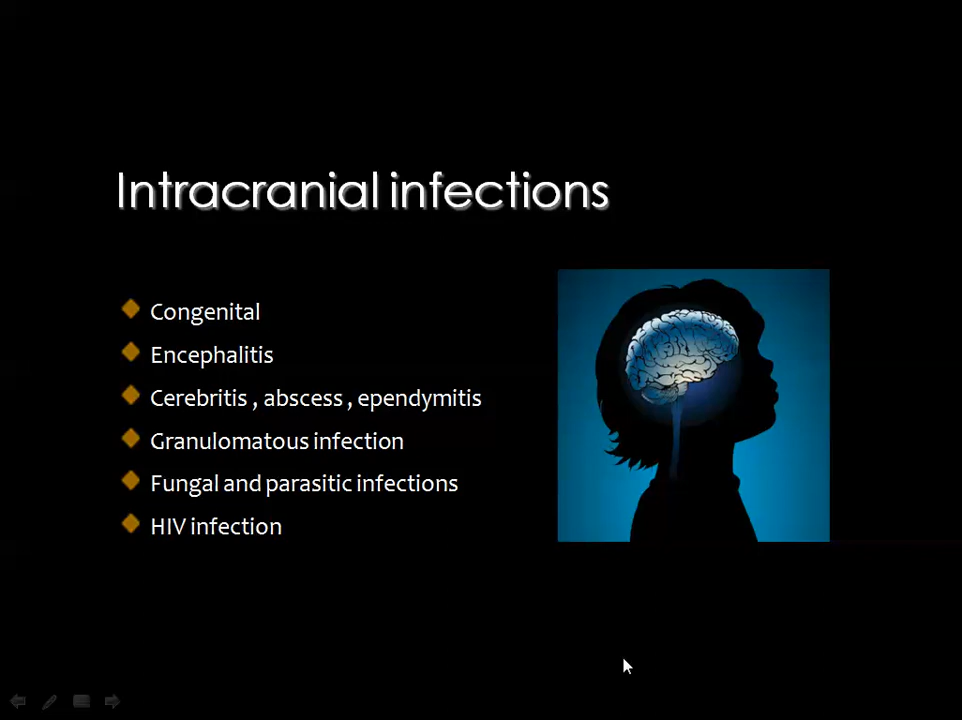 Intracranial infections
Congenital
Encephalitis
Cerebritis , abscess , ependymitis
Granulomatous infection
Fungal and parasitic infections
HIV infection